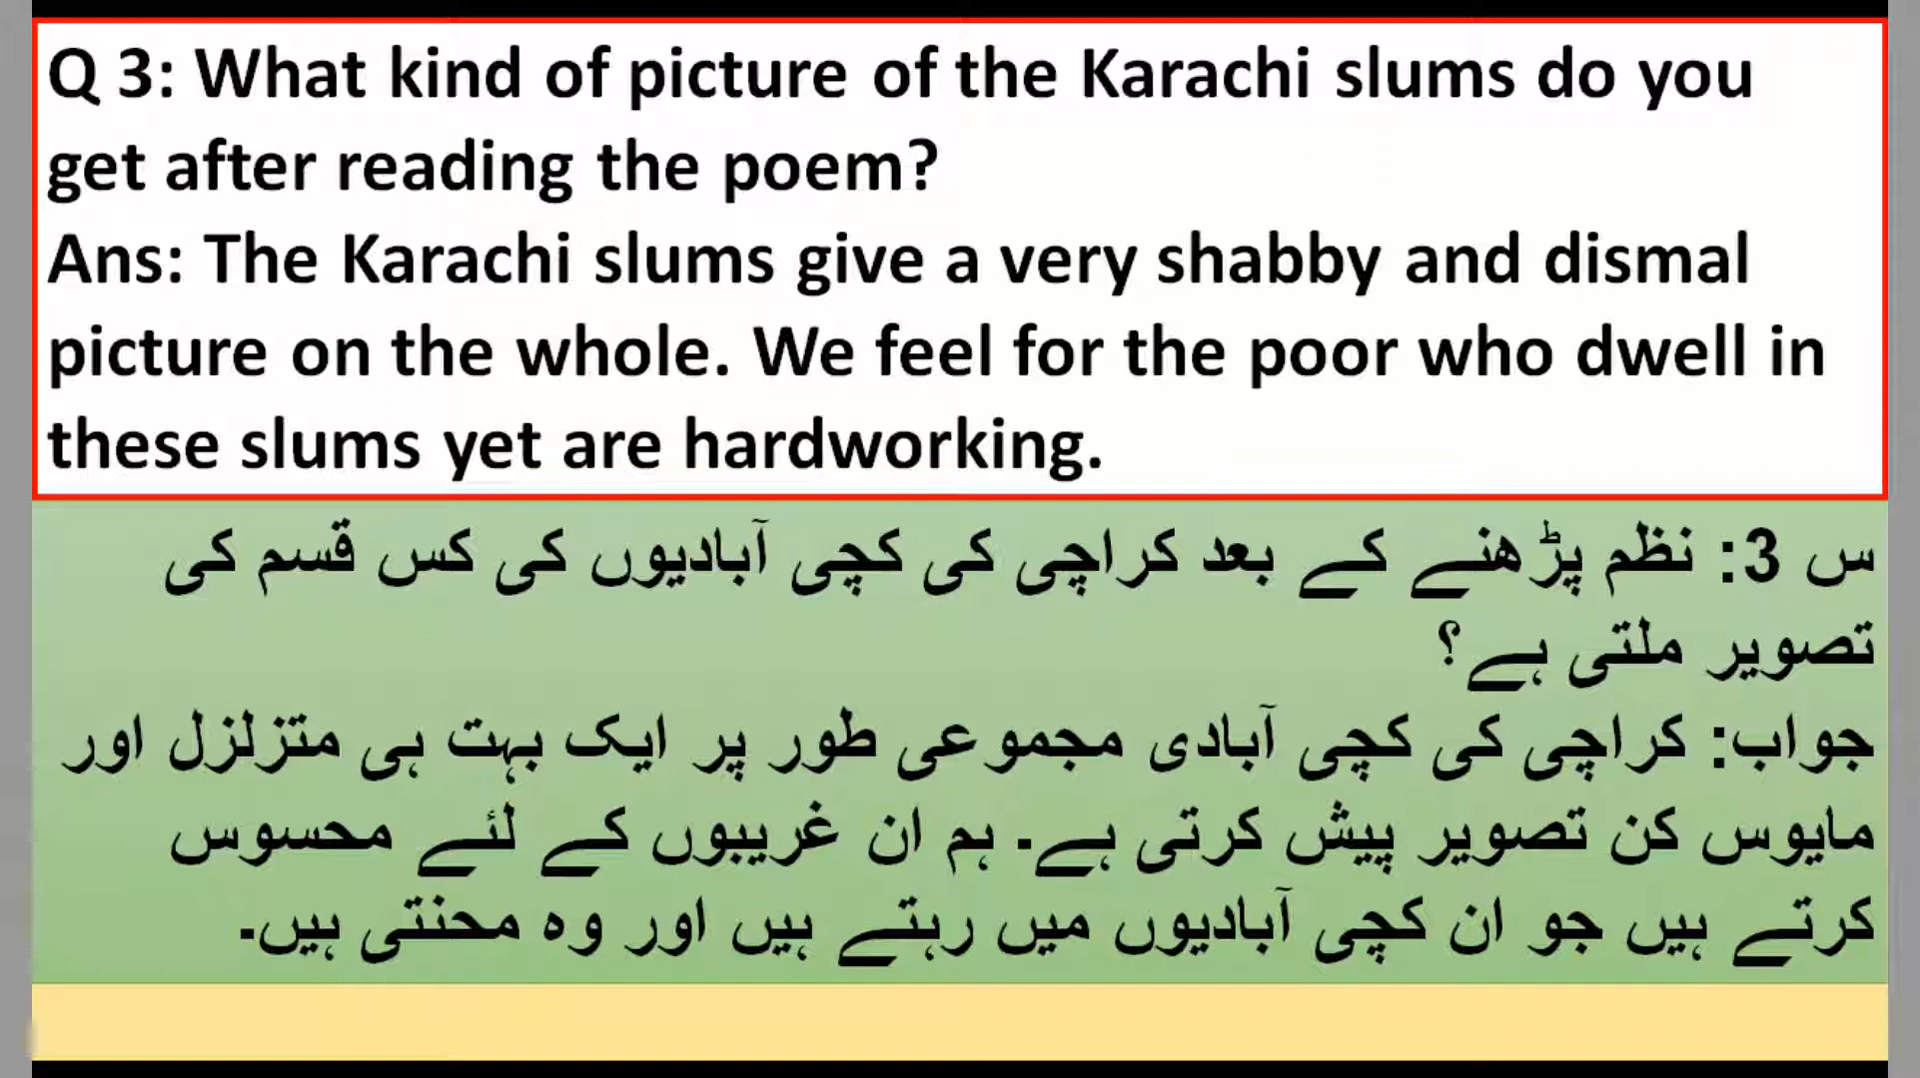 Q 3: What kind of picture of the Karachi slums do you
get after reading the poem?
Ans: The Karachi slums give a very shabby and dismal
picture on the whole. We feel for the poor who dwell in
these slums yet are hardworking.
س 3: نظم پڑھنے کے بعد کراچی کی کچی آبادیوں کی کس قسم کی
تصویر ملتی ہے؟
جواب: کراچی کی کچی آبادی مجموعی طور پر ایک بہت ہی متزلزل اور
مایوس کن تصویر پیش کرتی ہے۔ ہم ان غریبوں کے لئے محسوس
کرتے ہیں جو ان کچی آبادیوں میں رہتے ہیں اور وہ محنتی ہیں۔